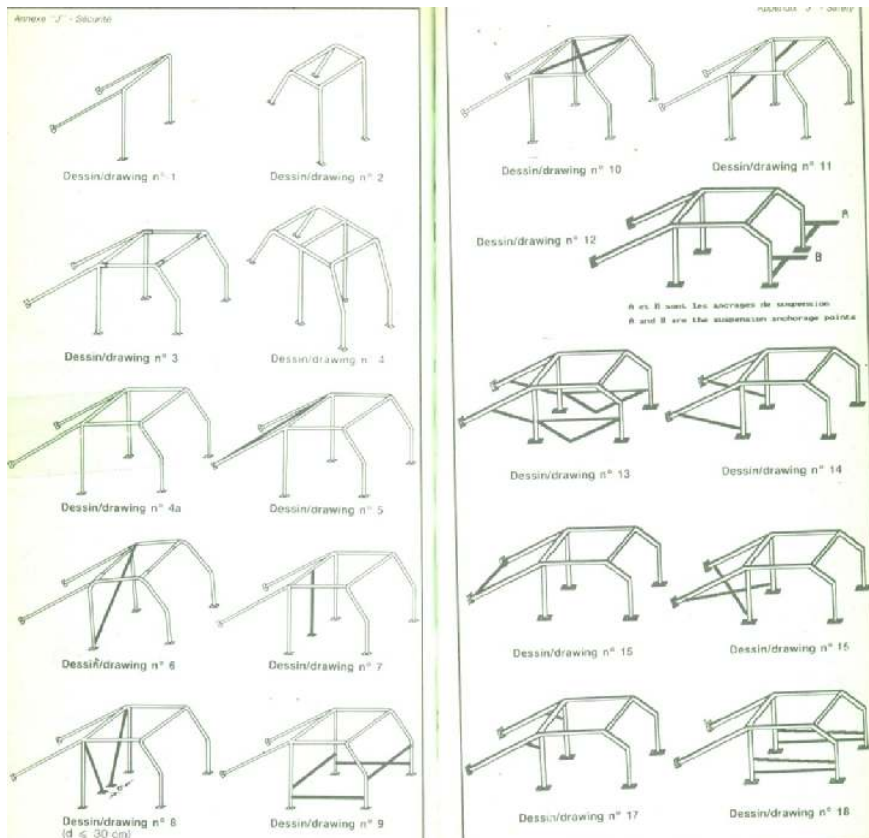 Annexe "J" - Sécurité
Dessin/drawing n° 1
Dessin/drawing n° 2
Dessin/drawing n° 3
Dessin/drawing n° 4
Dessin/drawing n° 4a
Dessin/drawing n° 5
Dessin/drawing n° 6
Dessin/drawing n° 7
Dessin/drawing n° 8
(d ≤ 30 cm)
d
Dessin/drawing n° 9
Appendix "J" - Safety
Dessin/drawing n° 10
Dessin/drawing n° 11
Dessin/drawing n° 12
A
B
A et B sont les ancrages de suspension
A and B are the suspension anchorage points
Dessin/drawing n° 13
Dessin/drawing n° 14
Dessin/drawing n° 15
Dessin/drawing n° 15
Dessin/drawing n° 17
Dessin/drawing n° 18